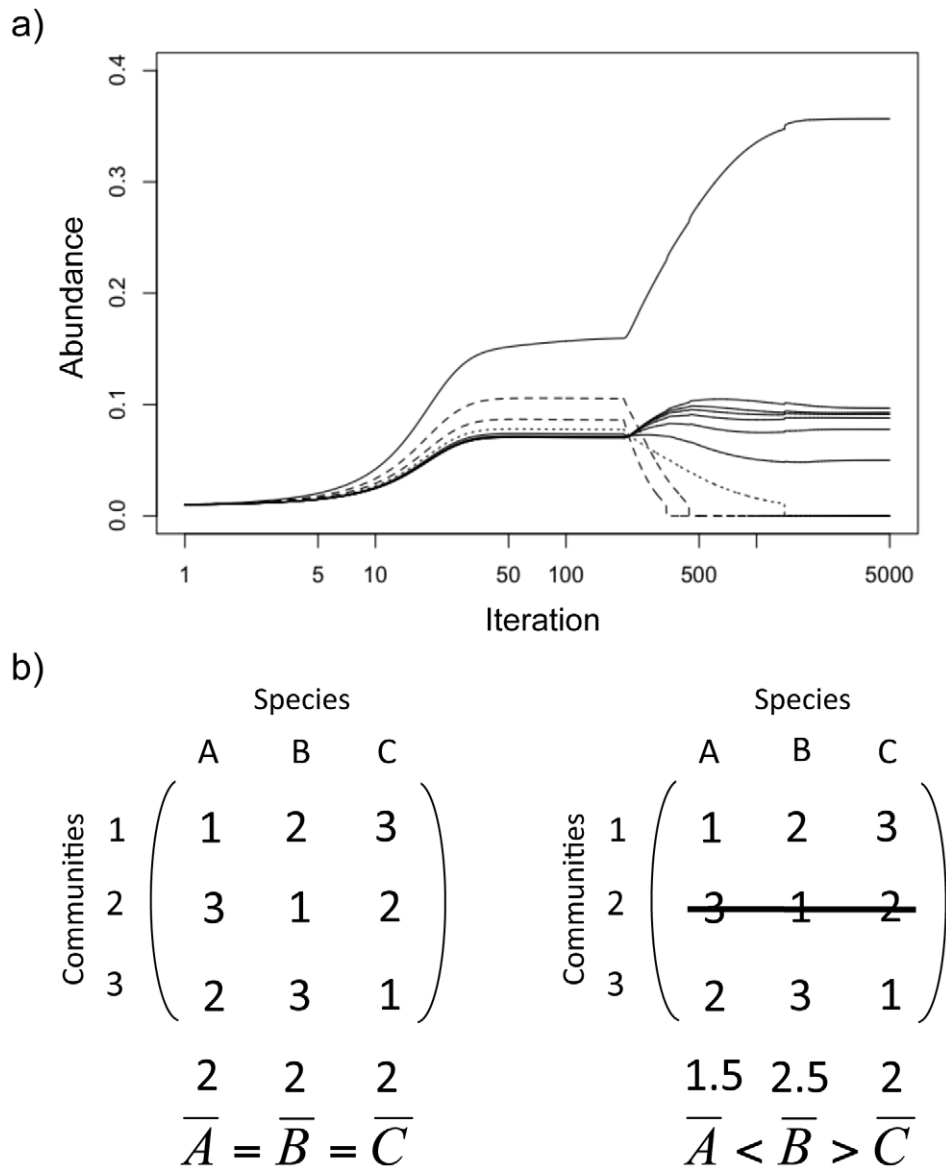 a)
0.4
0.3
0.2
0.1
0.0
Abundance
1 5 10 50 100 500 5000
Iteration
b)
Species
A B C
Communities
1 1 2 3
2 3 1 2
3 2 3 1
2 2 2
A = B = C
Species
A B C
Communities
1 1 2 3
2 3 1 2
3 2 3 1
1.5 2.5 2
A < B > C